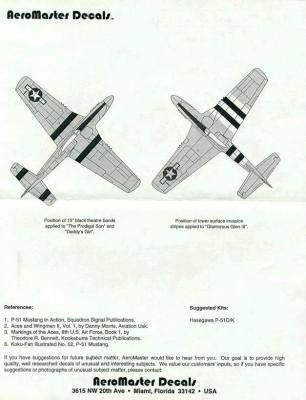 AeroMaster Decals™
Position of 15" black theatre bands
applied to "The Prodigal Son" and
"Daddy's Girl".
Position of lower surface invasion
stripes applied to "Glamorous Glen III".
References:
1. P-51 Mustang In Action, Squadron Signal Publications.
2. Aces and Wingmen II, Vol. 1, by Danny Morris, Aviation Usk.
3. Markings of the Aces, 8th U.S. Air Force, Book 1, by
Theodore R. Bennett, Kookaburra Technical Publications.
5. Koku-Fan Illustrated No. 52, P-51 Mustang.
Suggested Kits:
Hasegawa P-51D/K
If you have suggestions for future subject matter, AeroMaster would like to hear from you. Our goal is to provide high
quality, well researched decals of unusual and interesting subjects. We value our customers' inputs, so if you have specific
suggestions or photographs of unusual subject matter, please contact:
AeroMaster Decals
3615 NW 20th Ave • Miami, Florida 33142 • USA